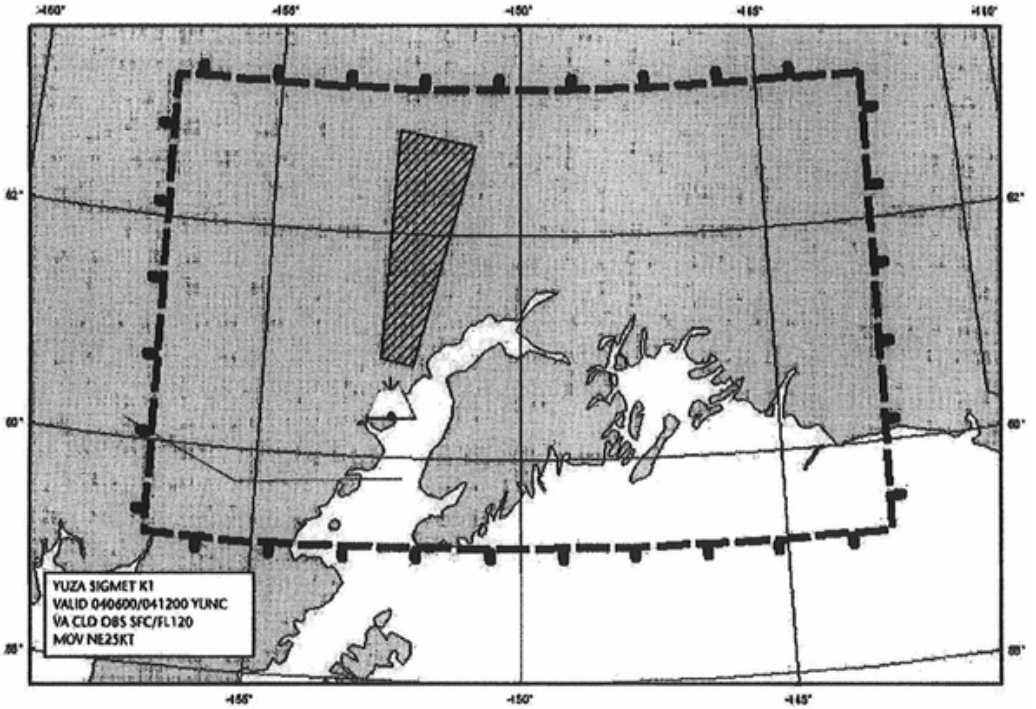 -160° -155° -150° -145° -140°
62° 62°
60° 60°
58° 58°
YUZA SIGMET K1
VALID 040600/041200 YUNC
VA CLD OBS SFC/FL120
MOV NE25KT
-155° -150° -145°